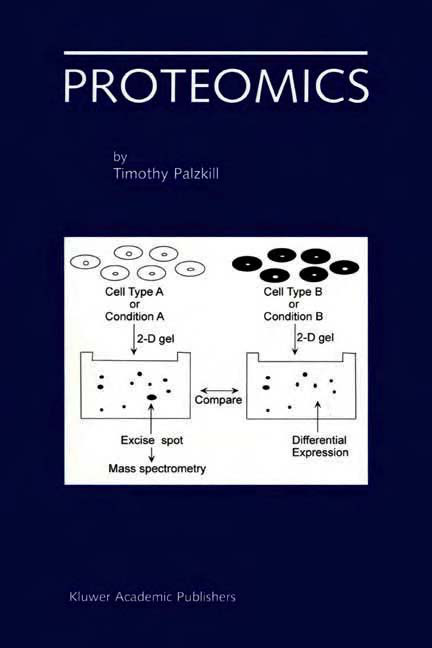 PROTEOMICS
by
Timothy Palzkill
Cell Type A
or
Condition A
2-D gel
Cell Type B
or
Condition B
2-D gel
Compare
Excise spot
Mass spectrometry
Differential
Expression
Kluwer Academic Publishers